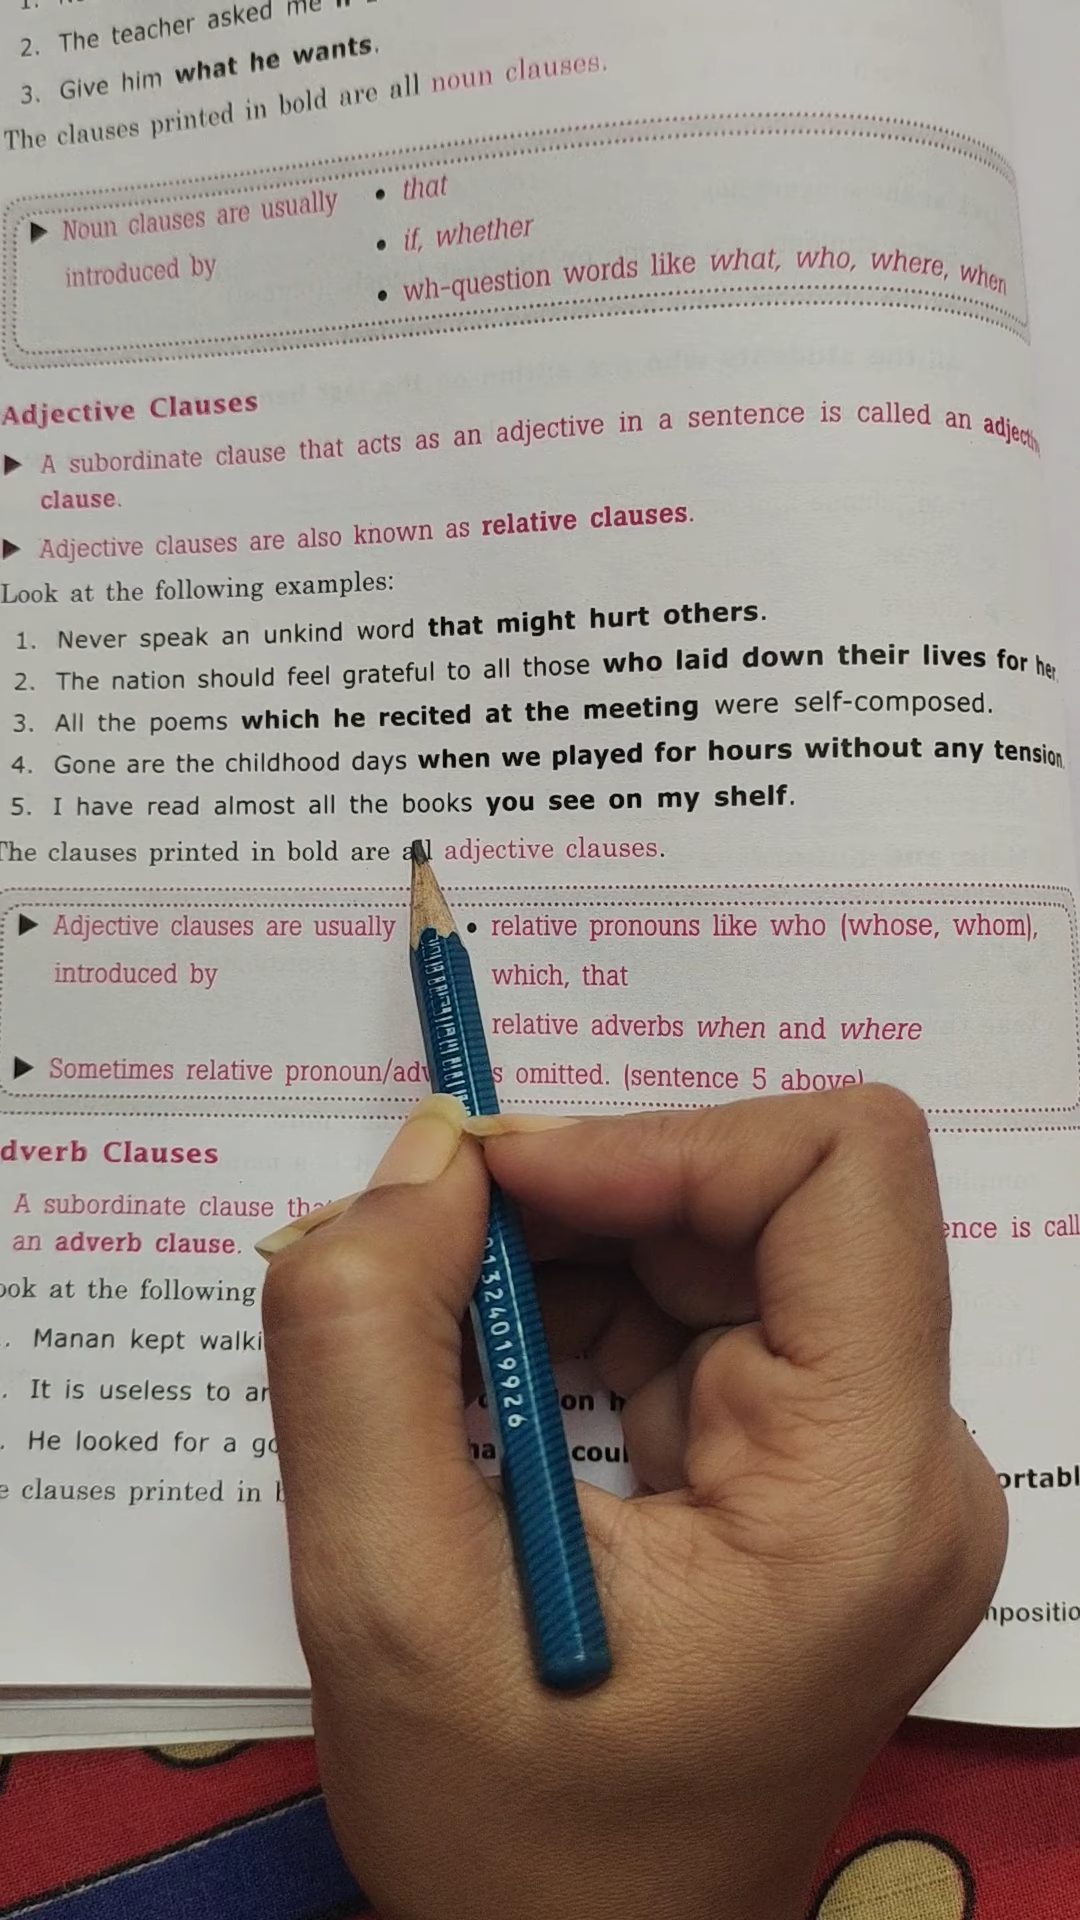 2. The teacher asked me
3. Give him what he wants.
The clauses printed in bold are all noun clauses.
▶ Noun clauses are usually introduced by
• that
• if, whether
• wh-question words like what, who, where, when
Adjective Clauses
▶ A subordinate clause that acts as an adjective in a sentence is called an
clause.
▶ Adjective clauses are also known as relative clauses.
Look at the following examples:
1. Never speak an unkind word that might hurt others.
2. The nation should feel grateful to all those who laid down their lives for her
3. All the poems which he recited at the meeting were self-composed.
4. Gone are the childhood days when we played for hours without any tension
5. I have read almost all the books you see on my shelf.
The clauses printed in bold are all adjective clauses.
▶ Adjective clauses are usually introduced by
• relative pronouns like who (whose, whom),
which, that
relative adverbs when and where
▶ Sometimes relative pronoun/adv s omitted. (sentence 5 above)
dverb Clauses
A subordinate clause ence is call
an adverb clause.
ook at the following
. Manan kept walki
. It is useless to ar on h
. He looked for a go coul ortabl
e clauses printed in
positio
01324019926